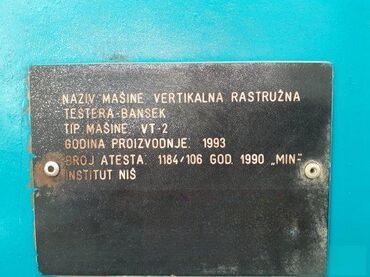 NAZIV MAŠINE: VERTIKALNA RASTRUŽNA
TESTERA-BANSEK
TIP MAŠINE: VT-2
GODINA PROIZVODNJE: 1993
BROJ ATESTA: 1184/106 GOD. 1990 „MIN-"
INSTITUT NIŠ